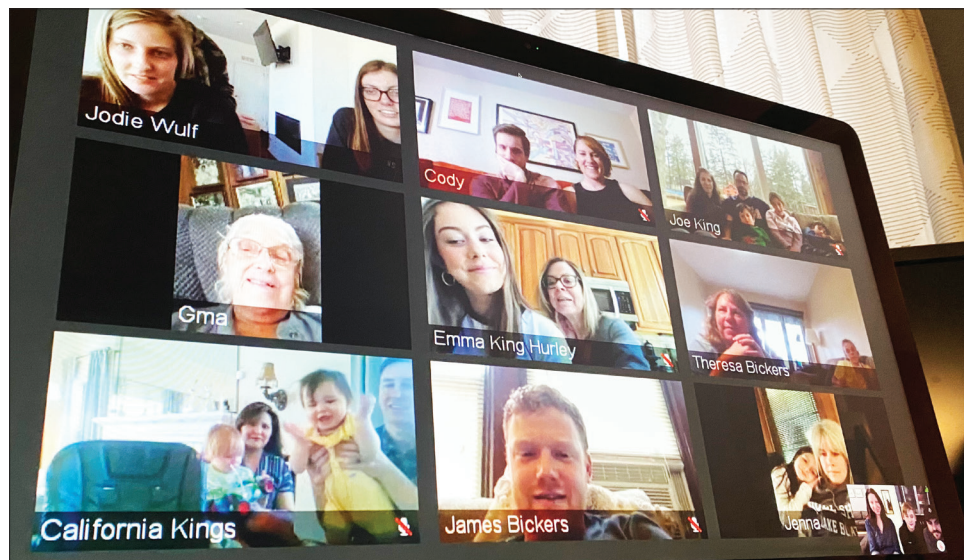 Jodie Wulf
Cody
Joe King
Gma
Emma King Hurley
Theresa Bickers
California Kings
James Bickers
Jenna